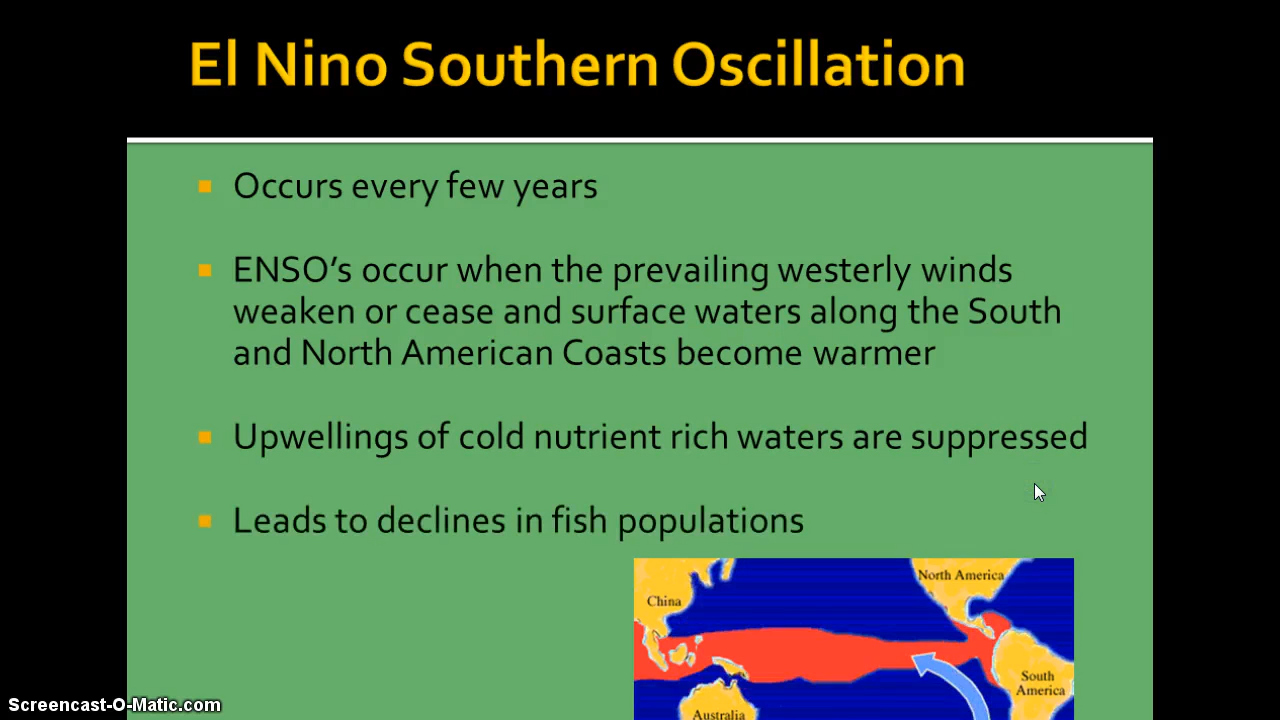 El Nino Southern Oscillation
Occurs every few years
ENSO's occur when the prevailing westerly winds
weaken or cease and surface waters along the South
and North American Coasts become warmer
Upwellings of cold nutrient rich waters are suppressed
Leads to declines in fish populations
North America
China
South
America
Australia
Screencast-O-Matic.com